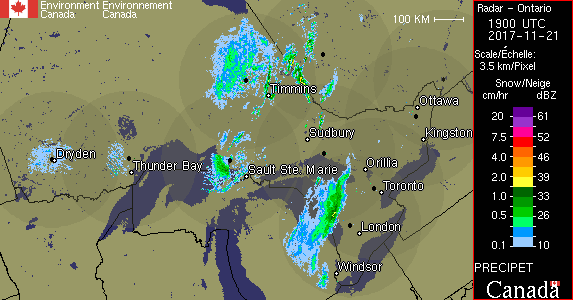 Environment Environnement
Canada Canada
100 KM
Timmins
Ottawa
Sudbury
Kingston
Dryden
Thunder Bay
Sault Ste. Marie
Orillia
Toronto
London
Windsor
Radar - Ontario
1900 UTC
2017-11-21
Scale/Échelle:
3.5 km/Pixel
Snow/Neige
cm/hr dBZ
20 61
7.5 52
4.0 46
2.0 39
1.0 33
0.5 26
0.1 10
PRECIPET
Canada